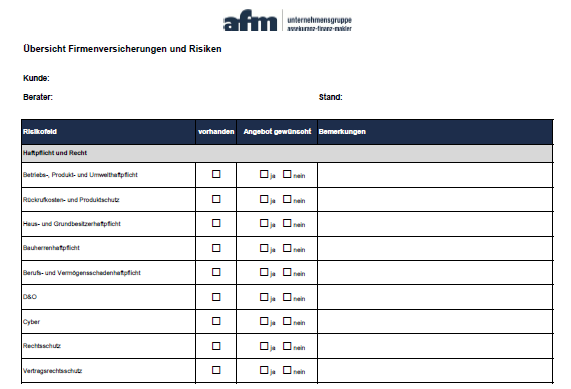 afm unternehmensgruppe
assekuranz-finanz-makler
Übersicht Firmenversicherungen und Risiken
Kunde:
Berater: Stand:
Risikofeld vorhanden Angebot gewünscht Bemerkungen
Haftpflicht und Recht
Betriebs-, Produkt- und Umwelthaftpflicht ☐ ☐ ja ☐ nein
Rückrufkosten- und Produktschutz ☐ ☐ ja ☐ nein
Haus- und Grundbesitzerhaftpflicht ☐ ☐ ja ☐ nein
Bauherrenhaftpflicht ☐ ☐ ja ☐ nein
Berufs- und Vermögensschadenhaftpflicht ☐ ☐ ja ☐ nein
D&O ☐ ☐ ja ☐ nein
Cyber ☐ ☐ ja ☐ nein
Rechtsschutz ☐ ☐ ja ☐ nein
Vertragsrechtsschutz ☐ ☐ ja ☐ nein